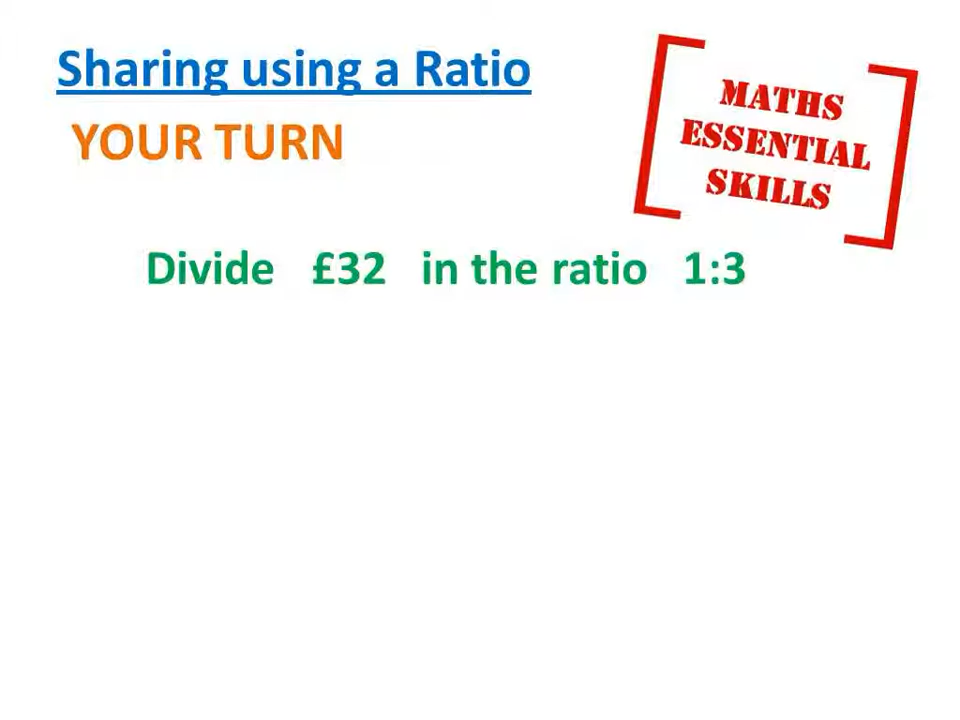 Sharing using a Ratio
YOUR TURN
MATHS
ESSENTIAL
SKILLS
Divide £32 in the ratio 1:3